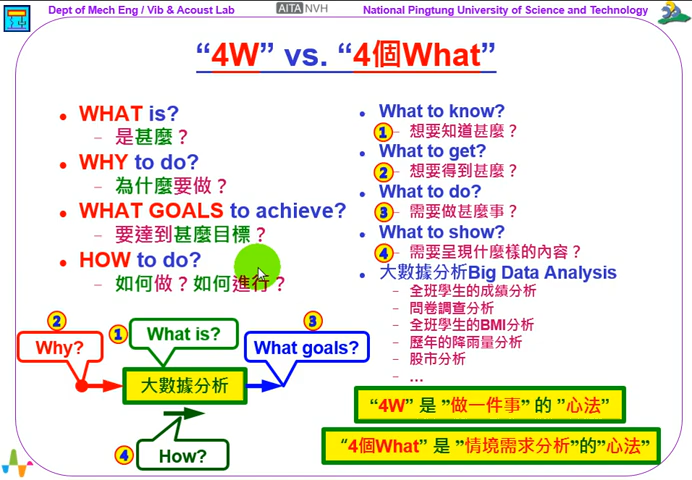 Dept of Mech Eng / Vib & Acoust Lab
AITA NVH
National Pingtung University of Science and Technology
“4W” vs. “4個What”
• WHAT is?
– 是甚麼？
• WHY to do?
– 為什麼要做？
• WHAT GOALS to achieve?
– 要達到甚麼目標？
• HOW to do?
– 如何做？如何進行？
• What to know?
1 – 想要知道甚麼？
• What to get?
2 – 想要得到甚麼？
• What to do?
3 – 需要做甚麼事？
• What to show?
4 – 需要呈現什麼樣的內容？
• 大數據分析Big Data Analysis
– 全班學生的成績分析
– 問卷調查分析
– 全班學生的BMI分析
– 歷年的降雨量分析
– 股市分析
– …
2
Why?
1
What is?
3
What goals?
大數據分析
4
How?
“4W” 是 ”做一件事” 的 ”心法”
“4個What” 是 ”情境需求分析”的”心法”